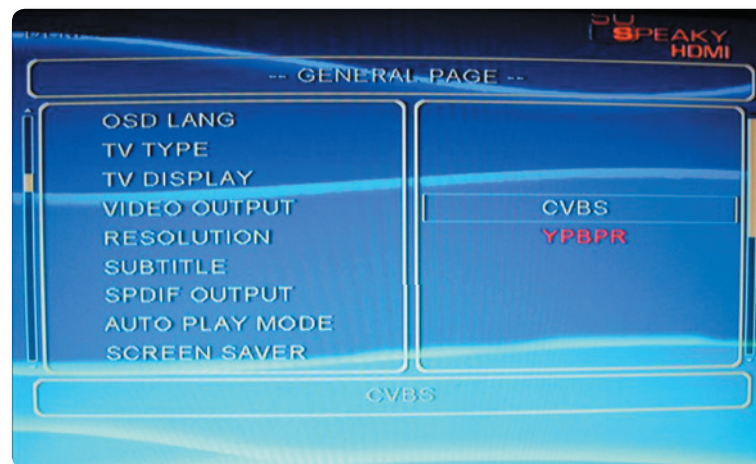 SPEAKY
HDMI
-- GENERAL PAGE --
OSD LANG
TV TYPE
TV DISPLAY
VIDEO OUTPUT
RESOLUTION
SUBTITLE
SPDIF OUTPUT
AUTO PLAY MODE
SCREEN SAVER
CVBS
YPBPR
CVBS